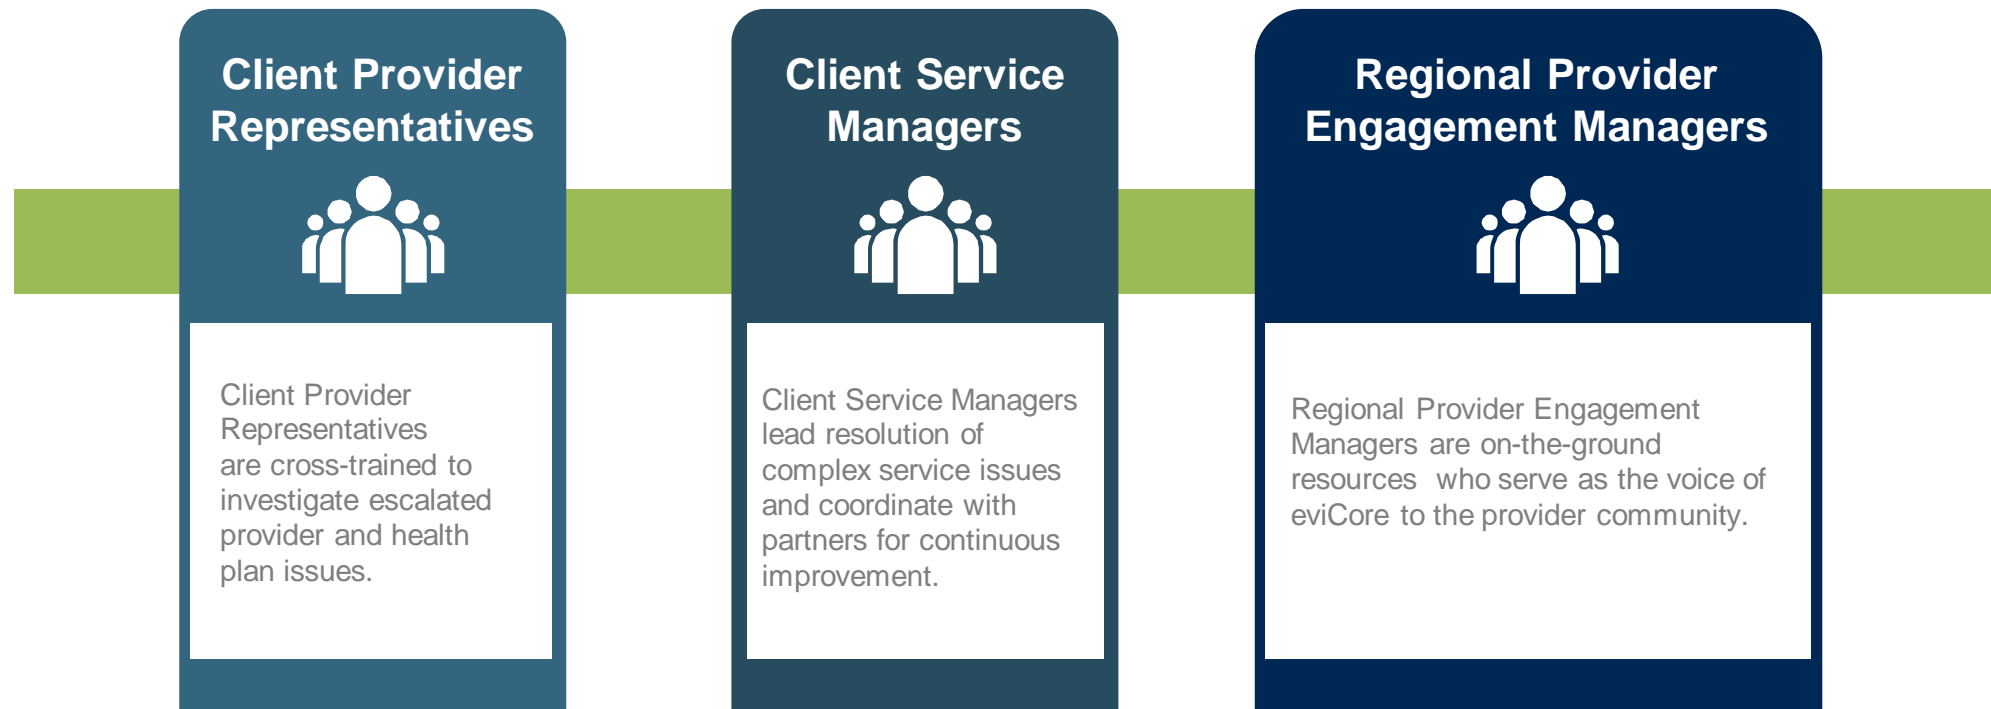 Client Provider
Representatives
Client Provider
Representatives
are cross-trained to
investigate escalated
provider and health
plan issues.
Client Service
Managers
Client Service Managers
lead resolution of
complex service issues
and coordinate with
partners for continuous
improvement.
Regional Provider
Engagement Managers
Regional Provider Engagement
Managers are on-the-ground
resources  who serve as the voice of
eviCore to the provider community.